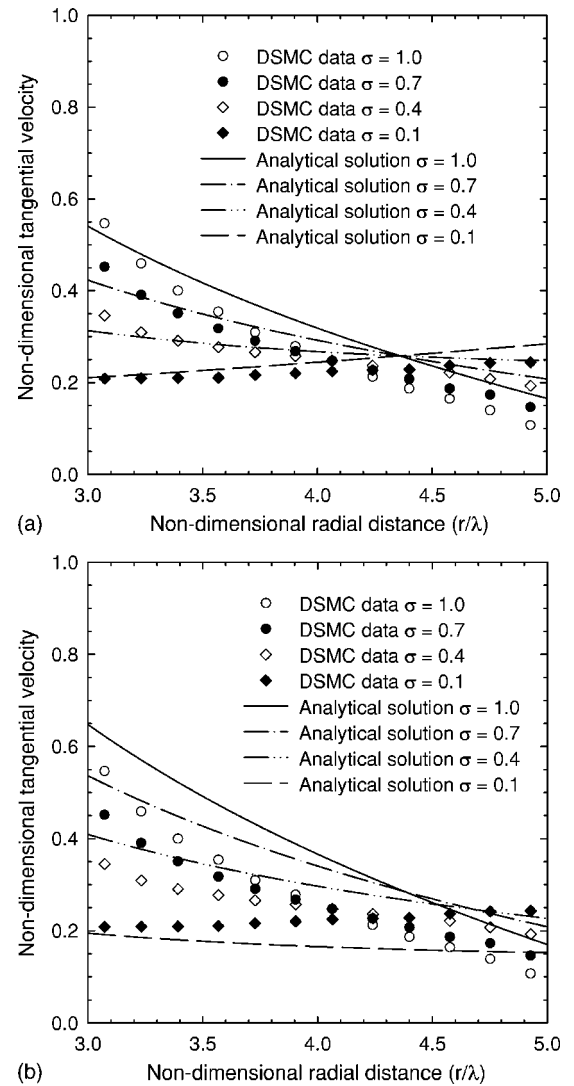 1.0
0.8
0.6
0.4
0.2
0.0
Non-dimensional tangential velocity
DSMC data σ = 1.0
DSMC data σ = 0.7
DSMC data σ = 0.4
DSMC data σ = 0.1
Analytical solution σ = 1.0
Analytical solution σ = 0.7
Analytical solution σ = 0.4
Analytical solution σ = 0.1
3.0 3.5 4.0 4.5 5.0
(a) Non-dimensional radial distance (r/λ)
1.0
0.8
0.6
0.4
0.2
0.0
Non-dimensional tangential velocity
DSMC data σ = 1.0
DSMC data σ = 0.7
DSMC data σ = 0.4
DSMC data σ = 0.1
Analytical solution σ = 1.0
Analytical solution σ = 0.7
Analytical solution σ = 0.4
Analytical solution σ = 0.1
3.0 3.5 4.0 4.5 5.0
(b) Non-dimensional radial distance (r/λ)